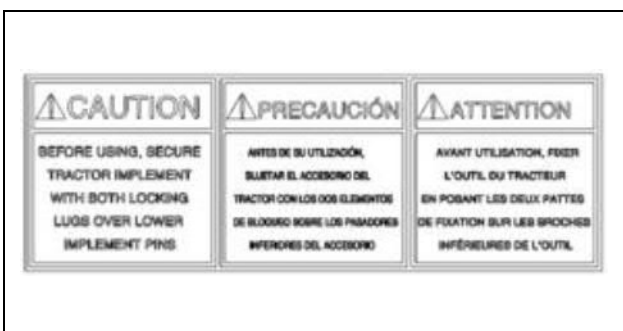 ⚠CAUTION
BEFORE USING, SECURE
TRACTOR IMPLEMENT
WITH BOTH LOCKING
LUGS OVER LOWER
IMPLEMENT PINS
⚠PRECAUCIÓN
ANTES DE SU UTILIZACIÓN,
SUJETAR EL ACCESORIO DEL
TRACTOR CON LOS DOS ELEMENTOS
DE BLOQUEO SOBRE LOS PASADORES
INFERIORES DEL ACCESORIO
⚠ATTENTION
AVANT UTILISATION, FIXER
L'OUTIL DU TRACTEUR
EN POSANT LES DEUX PATTES
DE FIXATION SUR LES BROCHES
INFÉRIEURES DE L'OUTIL